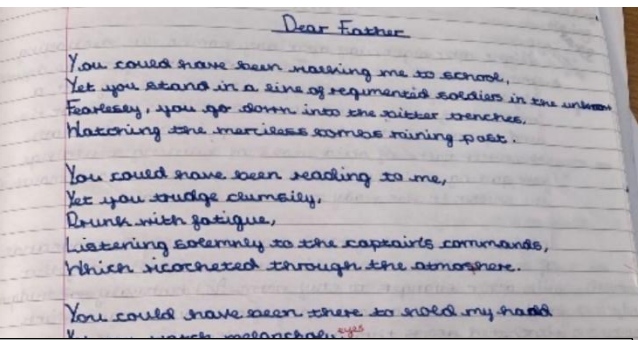 Dear Father
You could have been walking me to school,
Yet you stand in a line of regimented soldiers in the unknown
Fearlessly, you go down into the bitter trenches,
Watching the merciless bombs raining past.
You could have been reading to me,
Yet you trudge clumsily,
Drunk with fatigue,
Listening solemnly to the captain's commands,
Which ricocheted through the atmosphere.
You could have been there to hold my hand
melancholy eyes